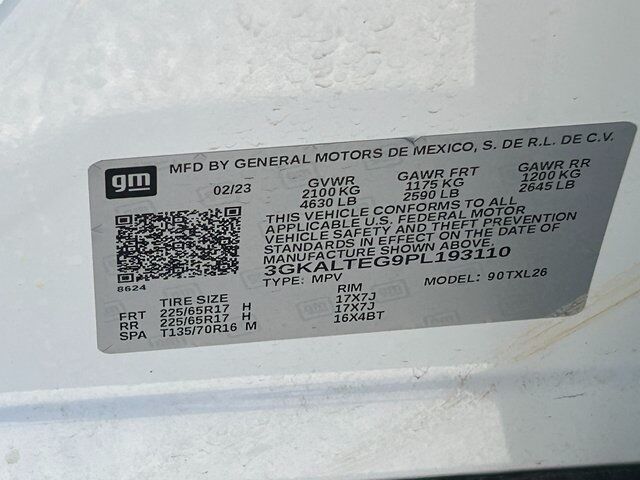 gm MFD BY GENERAL MOTORS DE MEXICO, S. DE R.L. DE C.V.
02/23 GVWR GAWR FRT GAWR RR
2100 KG 1175 KG 1200 KG
4630 LB 2590 LB 2645 LB
THIS VEHICLE CONFORMS TO ALL
APPLICABLE U.S. FEDERAL MOTOR
VEHICLE SAFETY AND THEFT PREVENTION
STANDARDS IN EFFECT ON THE DATE OF
MANUFACTURE SHOWN ABOVE.
3GKALTEG9PL193110
8624 TYPE: MPV MODEL: 90TXL26
TIRE SIZE RIM
FRT 225/65R17 H 17X7J
RR 225/65R17 H 17X7J
SPA T135/70R16 M 16X4BT